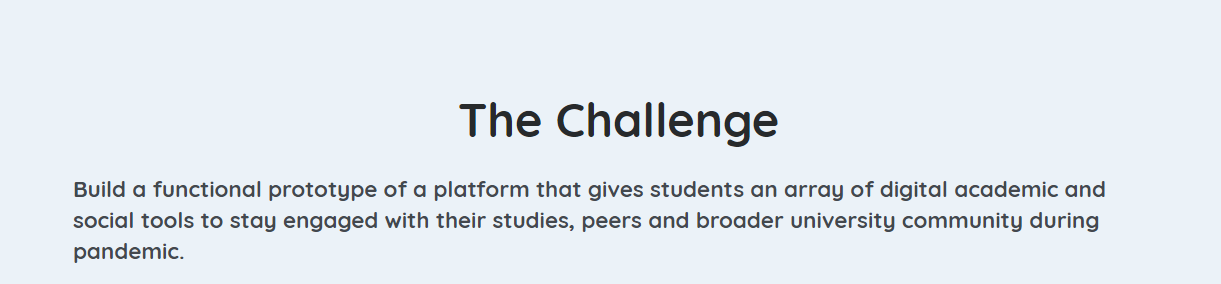 The Challenge
Build a functional prototype of a platform that gives students an array of digital academic and
social tools to stay engaged with their studies, peers and broader university community during
pandemic.